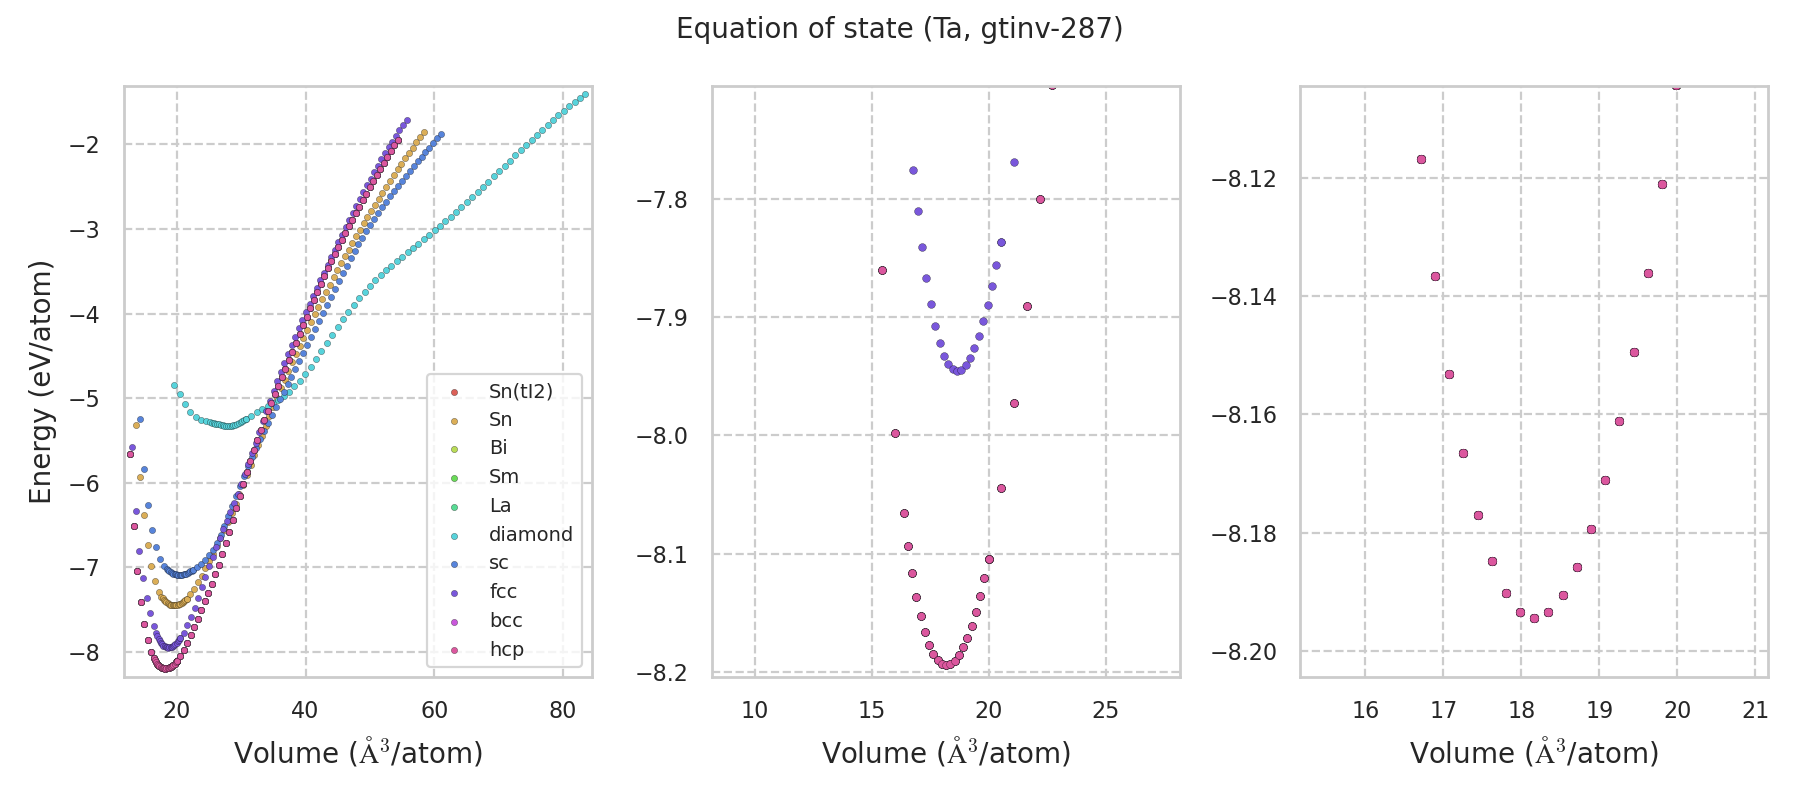 Equation of state (Ta, gtinv-287)
Energy (eV/atom)
−2
−3
−4
−5
−6
−7
−8
20
40
60
80
Volume (Å³/atom)
Sn(tI2)
Sn
Bi
Sm
La
diamond
sc
fcc
bcc
hcp
−7.8
−7.9
−8.0
−8.1
−8.2
10
15
20
25
Volume (Å³/atom)
−8.12
−8.14
−8.16
−8.18
−8.20
16
17
18
19
20
21
Volume (Å³/atom)